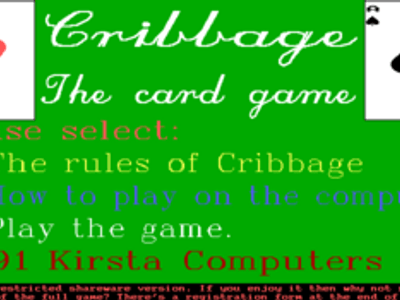 Cribbage
The card game
A
ase select:
The rules of Cribbage
How to play on the compu
Play the game.
91 Kirsta Computers
estricted shareware version. If you enjoy it then why not
of the full game? There's a registration form at the end of